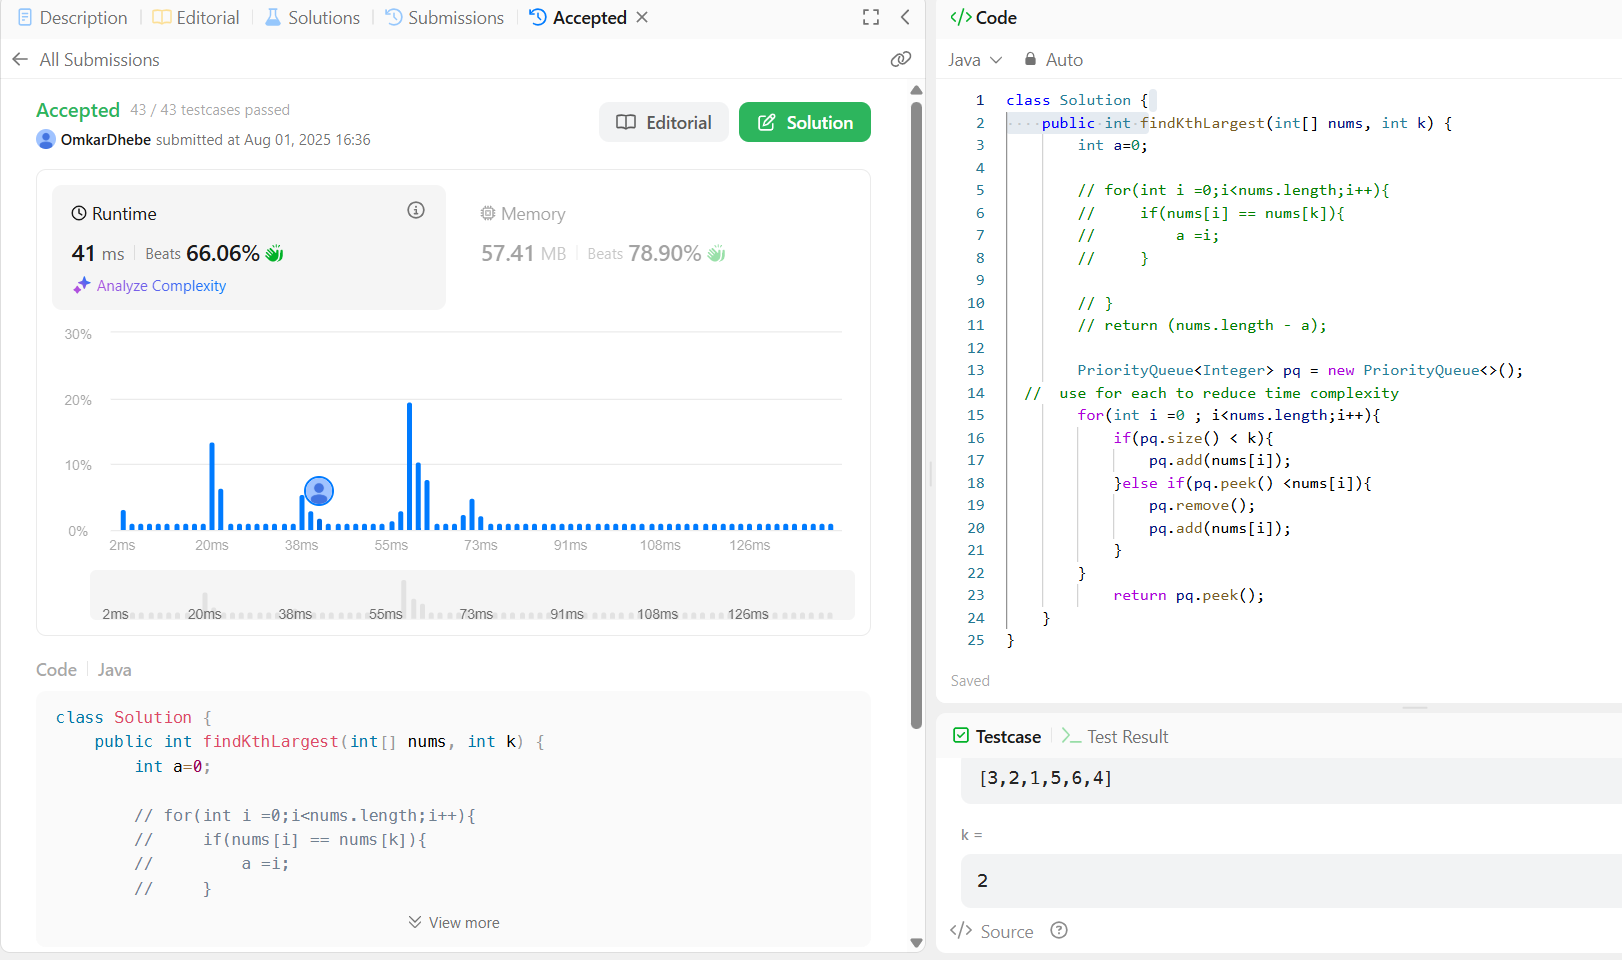 Description Editorial Solutions Submissions Accepted
All Submissions
Accepted 43 / 43 testcases passed
OmkarDhebe submitted at Aug 01, 2025 16:36
Editorial
Solution
Runtime
41 ms Beats 66.06%
Analyze Complexity
Memory
57.41 MB Beats 78.90%
30%
20%
10%
0%
2ms 20ms 38ms 55ms 73ms 91ms 108ms 126ms
2ms 20ms 38ms 55ms 73ms 91ms 108ms 126ms
Code Java
class Solution {
    public int findKthLargest(int[] nums, int k) {
        int a=0;

        // for(int i =0;i<nums.length;i++){
        //     if(nums[i] == nums[k]){
        //         a =i;
        //     }
View more
</> Code
Java Auto
1 class Solution {
2     public int findKthLargest(int[] nums, int k) {
3         int a=0;
4
5         // for(int i =0;i<nums.length;i++){
6         //     if(nums[i] == nums[k]){
7         //         a =i;
8         //     }
9
10         // }
11         // return (nums.length - a);
12
13         PriorityQueue<Integer> pq = new PriorityQueue<>();
14   //  use for each to reduce time complexity
15         for(int i =0 ; i<nums.length;i++){
16             if(pq.size() < k){
17                 pq.add(nums[i]);
18             }else if(pq.peek() <nums[i]){
19                 pq.remove();
20                 pq.add(nums[i]);
21             }
22         }
23             return pq.peek();
24     }
25 }
Saved
Testcase Test Result
[3,2,1,5,6,4]
k =
2
</> Source